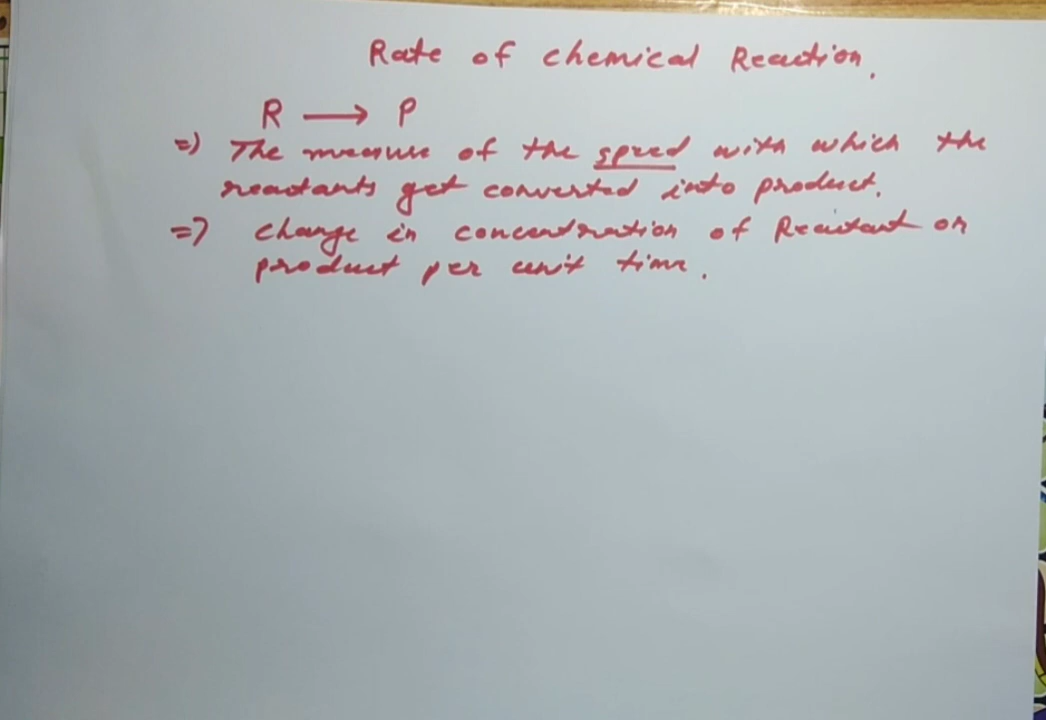 Rate of chemical Reaction.
R ⟶ P
=) The measure of the speed with which the
reactants get converted into product.
=) change in concentration of Reactant or
product per unit time.